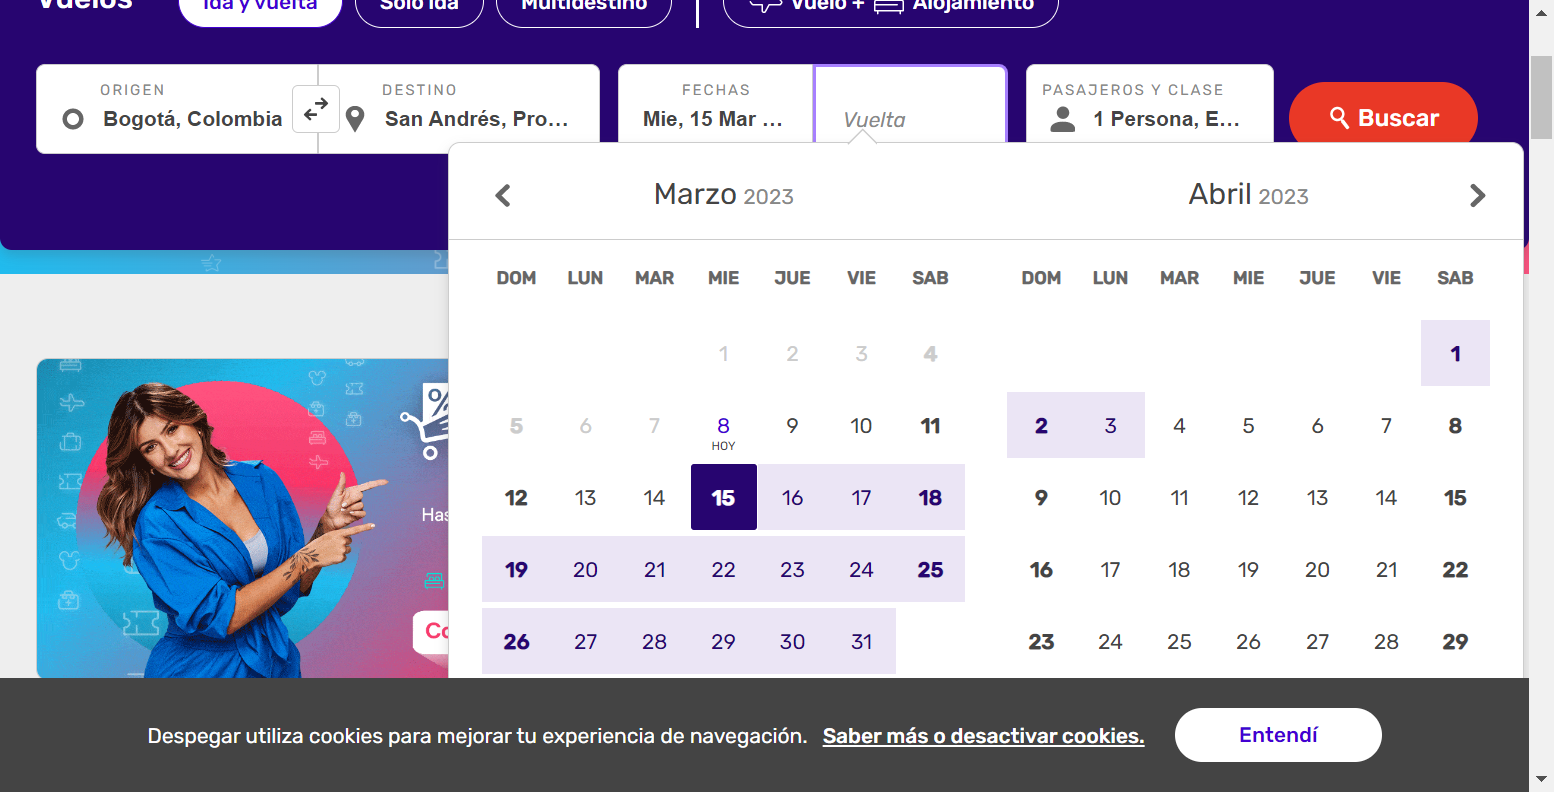 Vuelos
Ida y vuelta
Solo ida
Multidestino
Vuelo + Alojamiento
ORIGEN
Bogotá, Colombia
DESTINO
San Andrés, Pro...
FECHAS
Mie, 15 Mar ...
Vuelta
PASAJEROS Y CLASE
1 Persona, E...
Buscar
Marzo 2023
DOM LUN MAR MIE JUE VIE SAB
1 2 3 4
5 6 7 8 9 10 11
HOY
12 13 14 15 16 17 18
19 20 21 22 23 24 25
26 27 28 29 30 31
Abril 2023
DOM LUN MAR MIE JUE VIE SAB
1
2 3 4 5 6 7 8
9 10 11 12 13 14 15
16 17 18 19 20 21 22
23 24 25 26 27 28 29
%
Has
Co
Despegar utiliza cookies para mejorar tu experiencia de navegación. Saber más o desactivar cookies.
Entendí